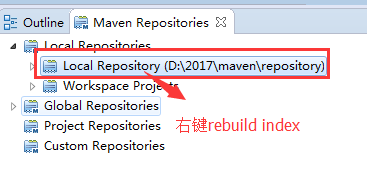 Outline
Maven Repositories
Local Repositories
Local Repository (D:\2017\maven\repository)
Workspace Projects
Global Repositories
右键rebuild index
Project Repositories
Custom Repositories